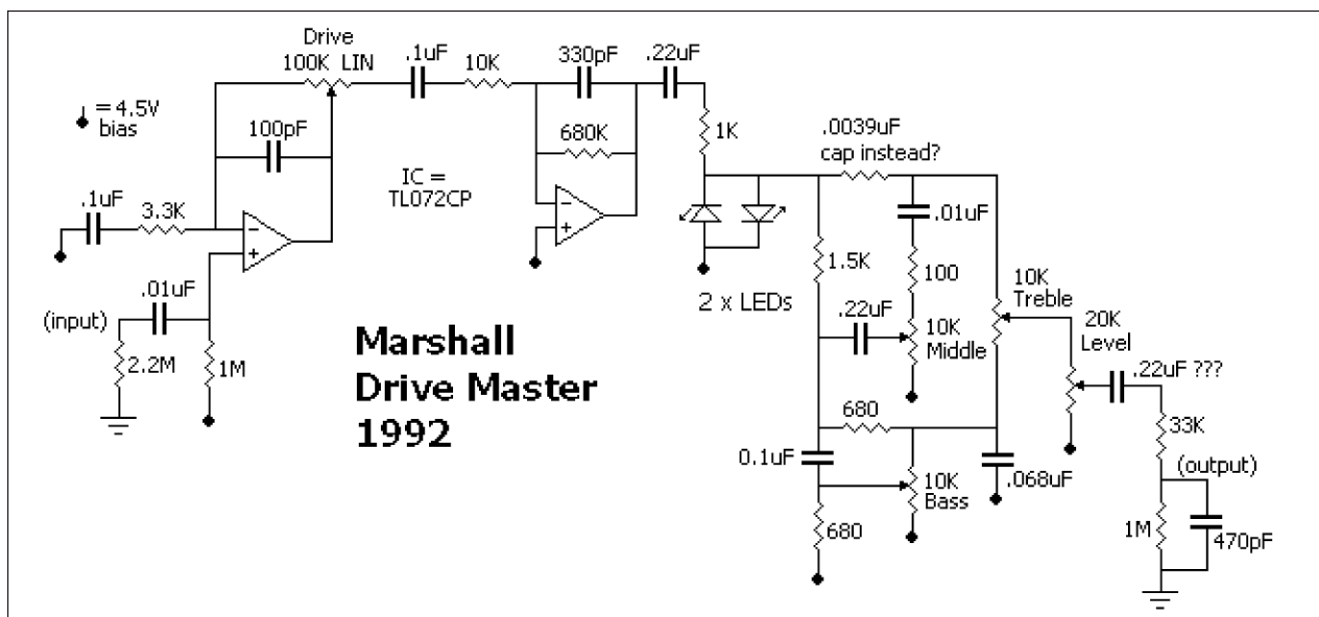 Drive
100K LIN
.1uF
10K
330pF
.22uF
= 4.5V
bias
100pF
680K
1K
.0039uF
cap instead?
IC =
TL072CP
.1uF
3.3K
−
+
−
+
.01uF
1.5K
100
10K
Treble
.01uF
(input)
2 x LEDs
.22uF
10K
Middle
20K
Level
2.2M
1M
Marshall
Drive Master
1992
.22uF ???
680
33K
0.1uF
10K
Bass
.068uF
(output)
680
1M
470pF